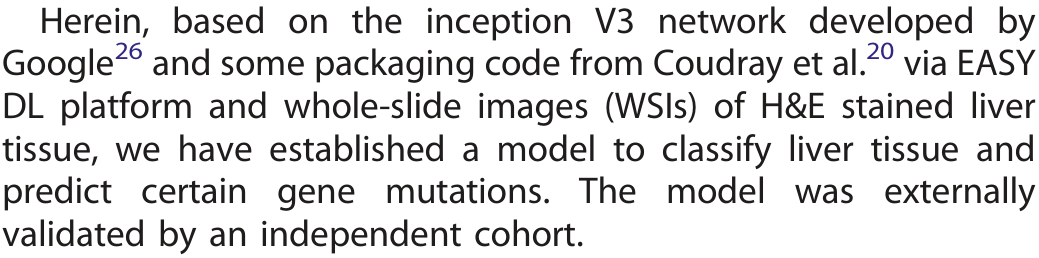 Herein, based on the inception V3 network developed by
Google26 and some packaging code from Coudray et al.20 via EASY
DL platform and whole-slide images (WSIs) of H&E stained liver
tissue, we have established a model to classify liver tissue and
predict certain gene mutations. The model was externally
validated by an independent cohort.